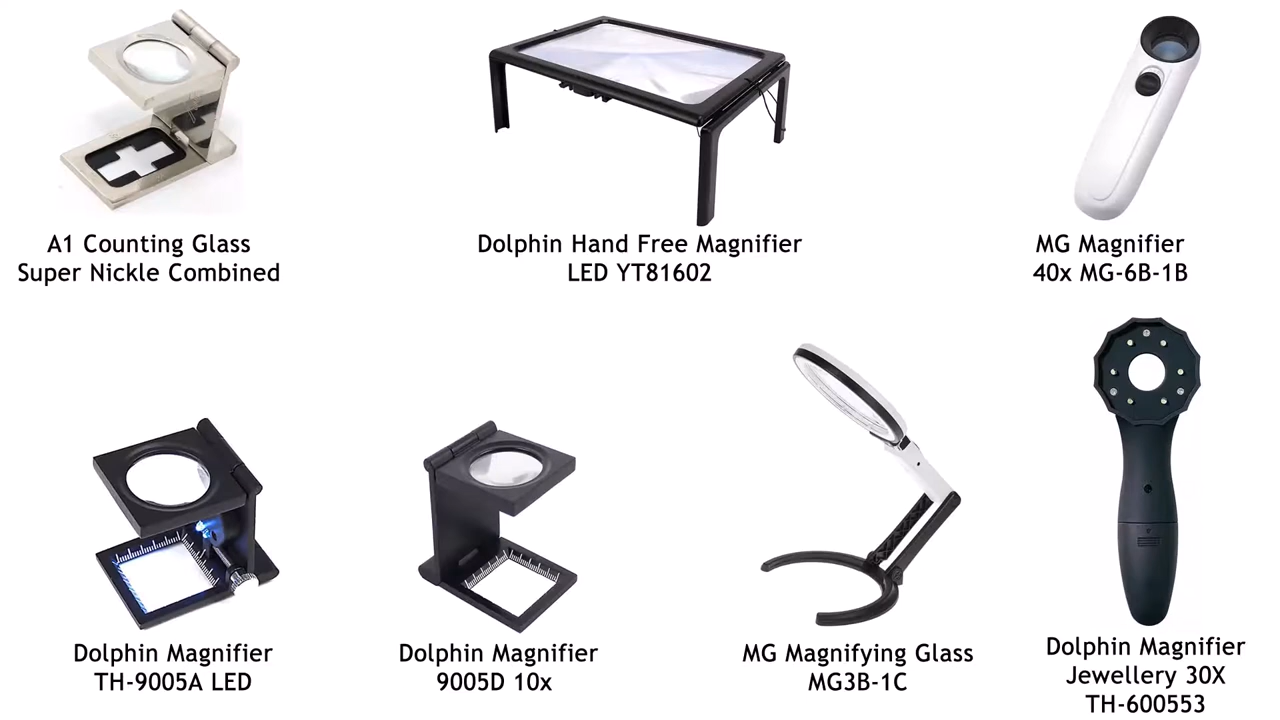 A1 Counting Glass
Super Nickle Combined
Dolphin Hand Free Magnifier
LED YT81602
MG Magnifier
40x MG-6B-1B
Dolphin Magnifier
TH-9005A LED
Dolphin Magnifier
9005D 10x
MG Magnifying Glass
MG3B-1C
Dolphin Magnifier
Jewellery 30X
TH-600553